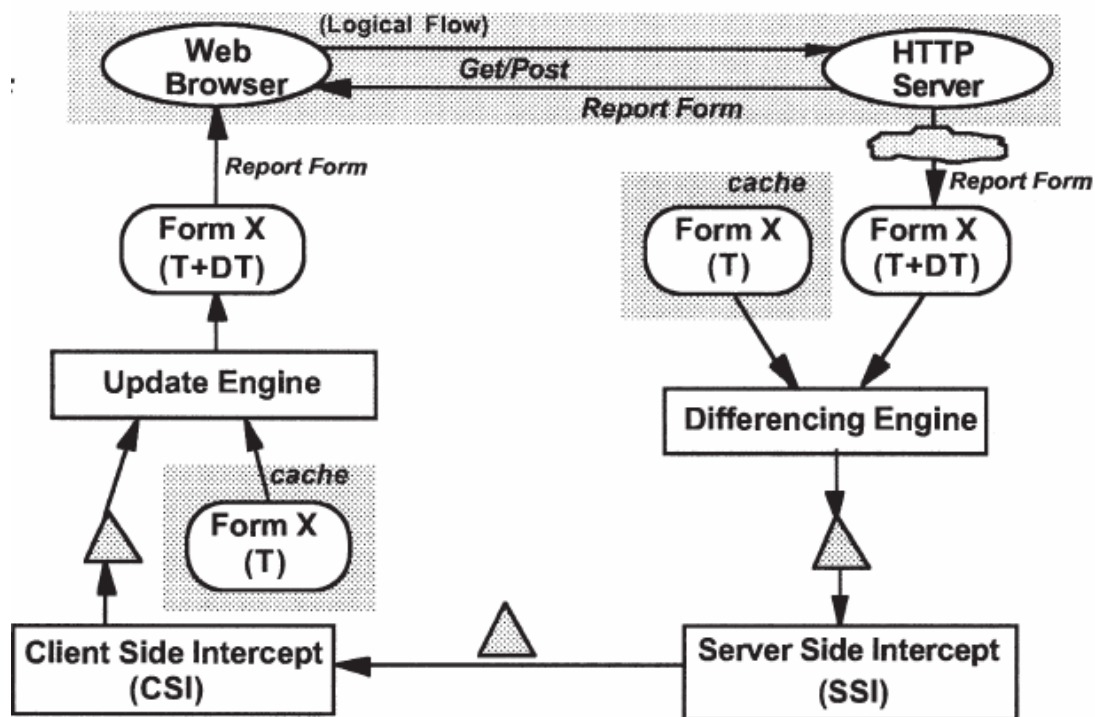 (Logical Flow)
Web
Browser
HTTP
Server
Get/Post
Report Form
Report Form
cache
Report Form
Form X
(T+DT)
Form X
(T)
Form X
(T+DT)
Update Engine
Differencing Engine
cache
Form X
(T)
Client Side Intercept
(CSI)
Server Side Intercept
(SSI)